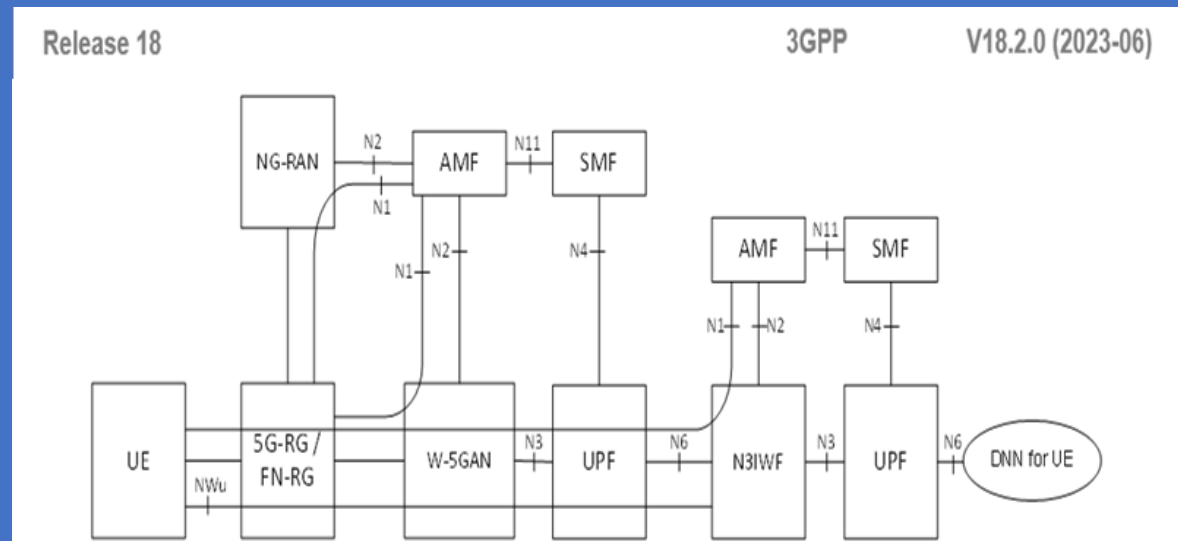 Release 18 3GPP V18.2.0 (2023-06)
NG-RAN
N2
AMF
N11
SMF
N1
N1
N2
N4
AMF
N11
SMF
N1
N2
N4
UE
NWu
5G-RG /
FN-RG
W-5GAN
N3
UPF
N6
N3IWF
N3
UPF
N6
DNN for UE